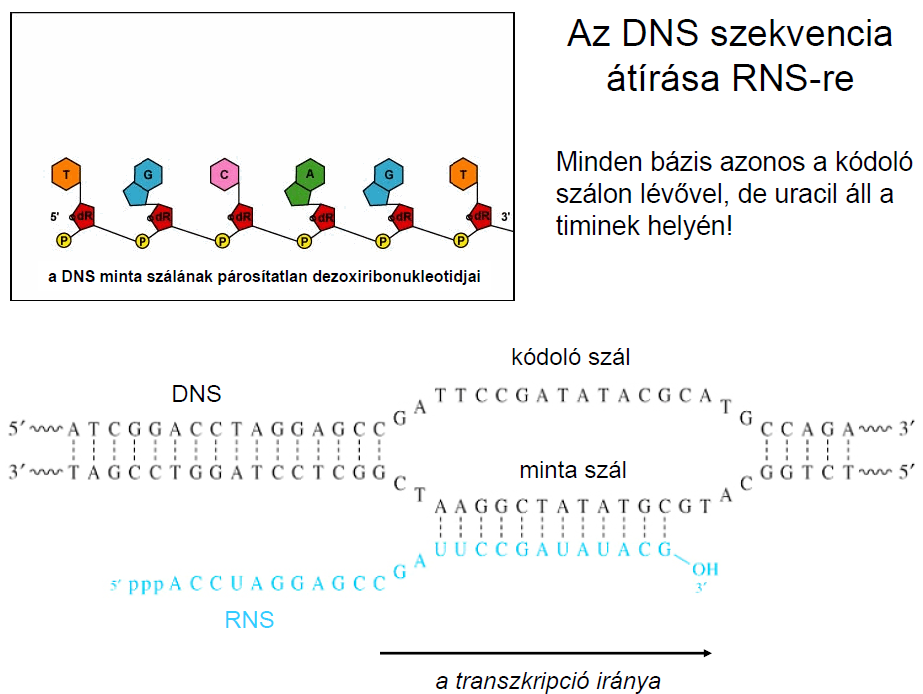 Az DNS szekvencia
átírása RNS-re
T G C A G T
5' dR dR dR dR dR dR 3'
P P P P P P
a DNS minta szálának párosítatlan dezoxiribonukleotidjai
Minden bázis azonos a kódoló
szálon lévővel, de uracil áll a
timinek helyén!
kódoló szál
DNS
5′ A T C G G A C C T A G G A G C C G A T T C C G A T A T A C G C A T G C C A G A 3′
3′ T A G C C T G G A T C C T C G G C T A A G G C T A T A T G C G T A C G G T C T 5′
minta szál
5′ ppp A C C U A G G A G C C G A U U C C G A U A U A C G OH
3′
RNS
a transzkripció iránya